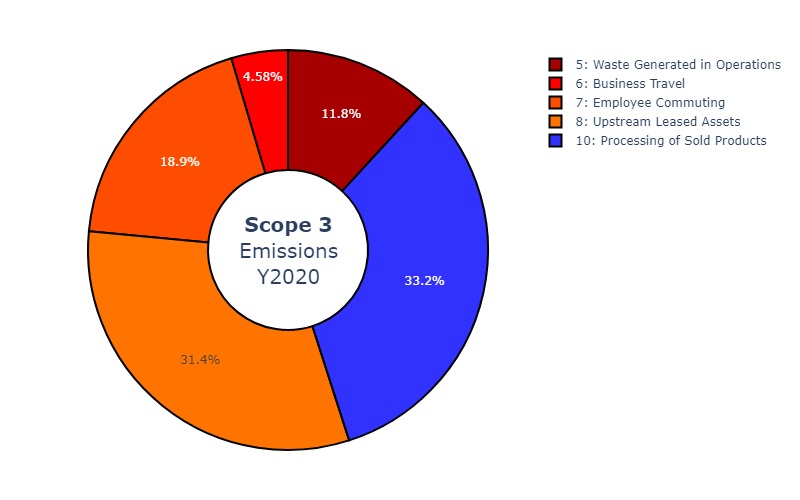 4.58%
11.8%
18.9%
33.2%
31.4%
Scope 3
Emissions
Y2020
5: Waste Generated in Operations
6: Business Travel
7: Employee Commuting
8: Upstream Leased Assets
10: Processing of Sold Products